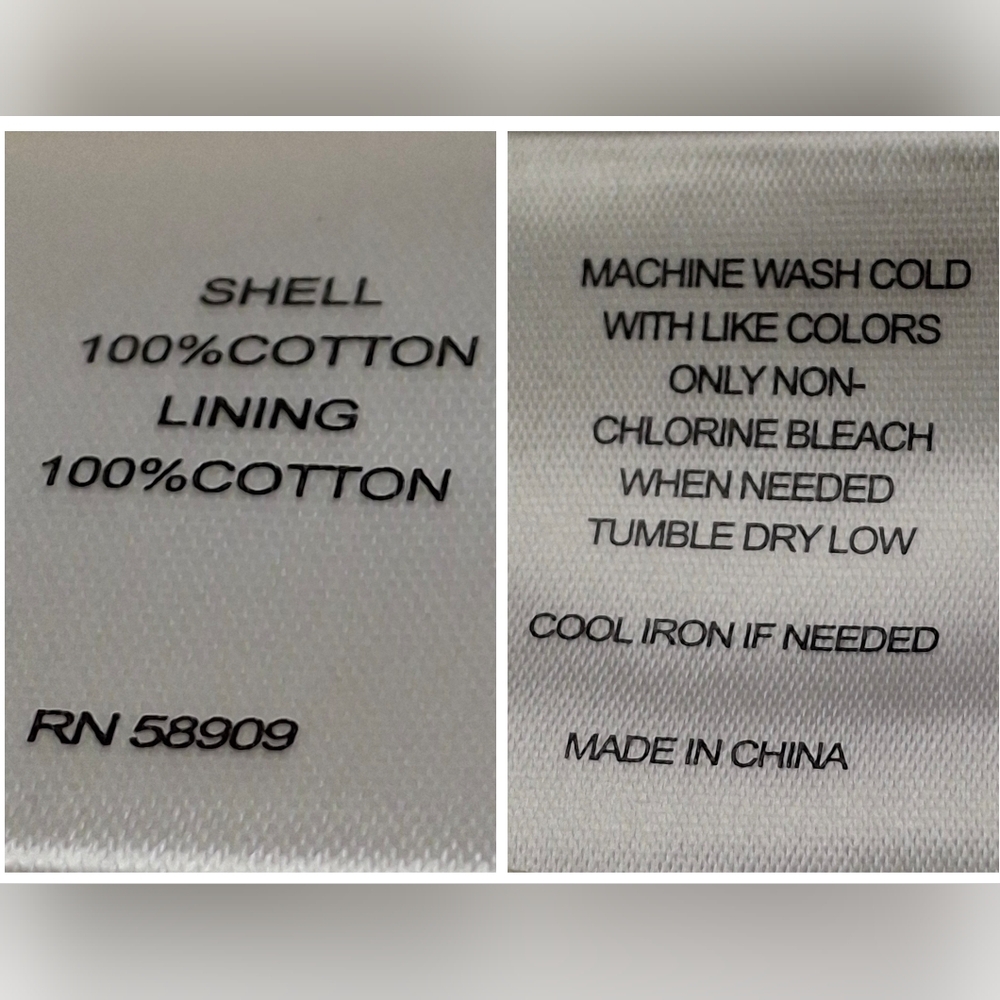 SHELL
100%COTTON
LINING
100%COTTON
RN 58909
MACHINE WASH COLD
WITH LIKE COLORS
ONLY NON-
CHLORINE BLEACH
WHEN NEEDED
TUMBLE DRY LOW
COOL IRON IF NEEDED
MADE IN CHINA